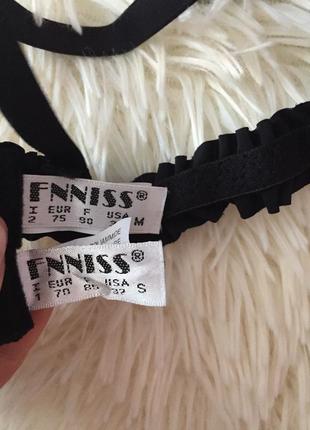 FNNISS®
I EUR F USA
2 75 90 M
FNNISS®
I EUR USA
1 70 85 32 S